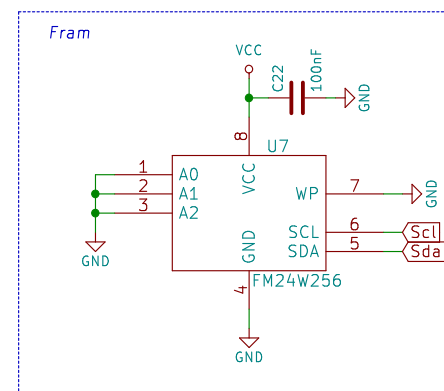 Fram
VCC
C22
100nF
GND
8
U7
1
A0
VCC
2
A1
WP
7
GND
3
A2
SCL
6
Scl
GND
SDA
5
Sda
GND
4
FM24W256
GND